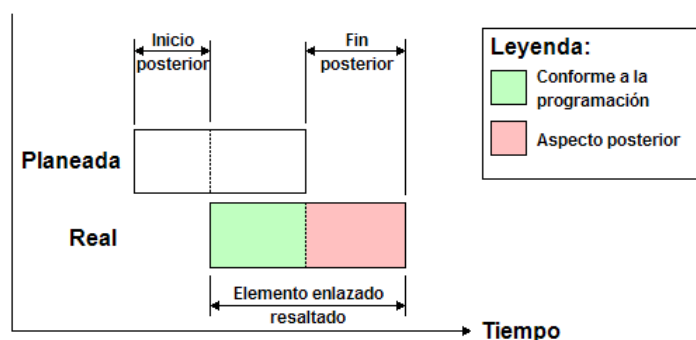 Inicio
posterior
Fin
posterior
Leyenda:
Conforme a la
programación
Aspecto posterior
Planeada
Real
Elemento enlazado
resaltado
Tiempo